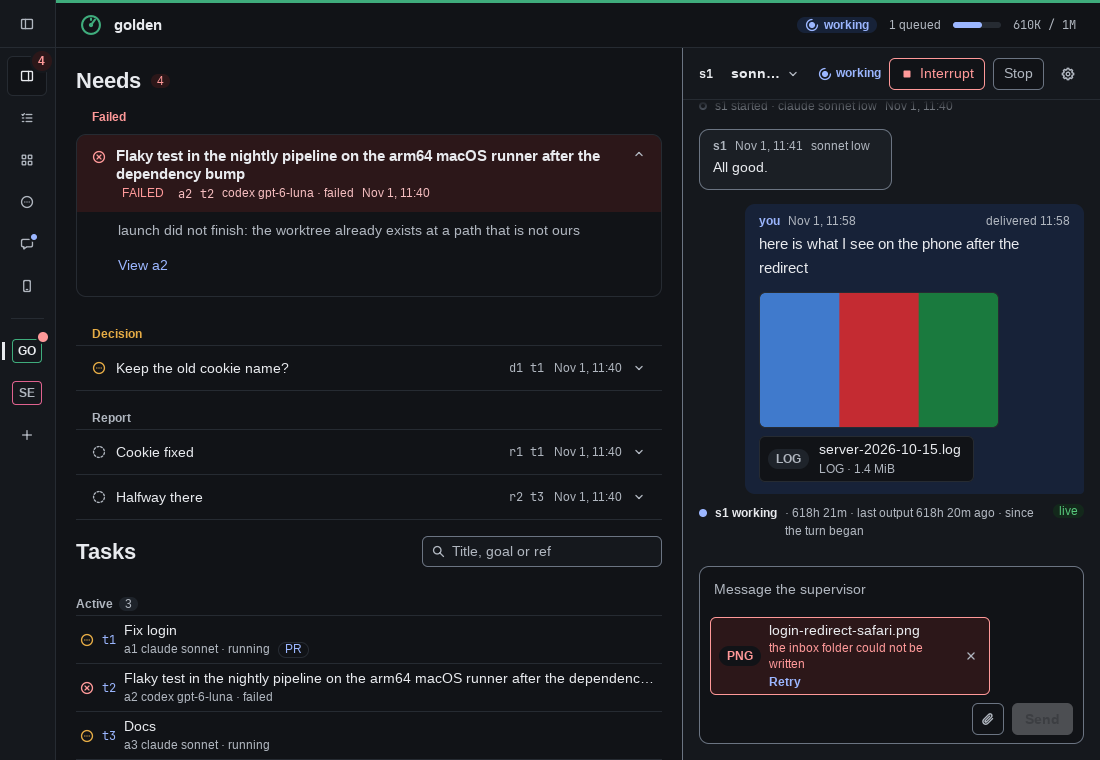 golden
working
1 queued
610K / 1M
4
GO
SE
Needs 4
Failed
Flaky test in the nightly pipeline on the arm64 macOS runner after the
dependency bump
FAILED a2 t2 codex gpt-6-luna · failed Nov 1, 11:40
launch did not finish: the worktree already exists at a path that is not ours
View a2
Decision
Keep the old cookie name? d1 t1 Nov 1, 11:40
Report
Cookie fixed r1 t1 Nov 1, 11:40
Halfway there r2 t3 Nov 1, 11:40
Tasks
Title, goal or ref
Active 3
t1 Fix login
a1 claude sonnet · running PR
t2 Flaky test in the nightly pipeline on the arm64 macOS runner after the dependenc…
a2 codex gpt-6-luna · failed
t3 Docs
a3 claude sonnet · running
s1 sonn… working Interrupt Stop
s1 started · claude sonnet low Nov 1, 11:40
s1 Nov 1, 11:41 sonnet low
All good.
you Nov 1, 11:58 delivered 11:58
here is what I see on the phone after the
redirect
LOG
server-2026-10-15.log
LOG · 1.4 MiB
s1 working · 618h 21m · last output 618h 20m ago · since live
the turn began
Message the supervisor
PNG
login-redirect-safari.png
the inbox folder could not be
written
Retry
Send